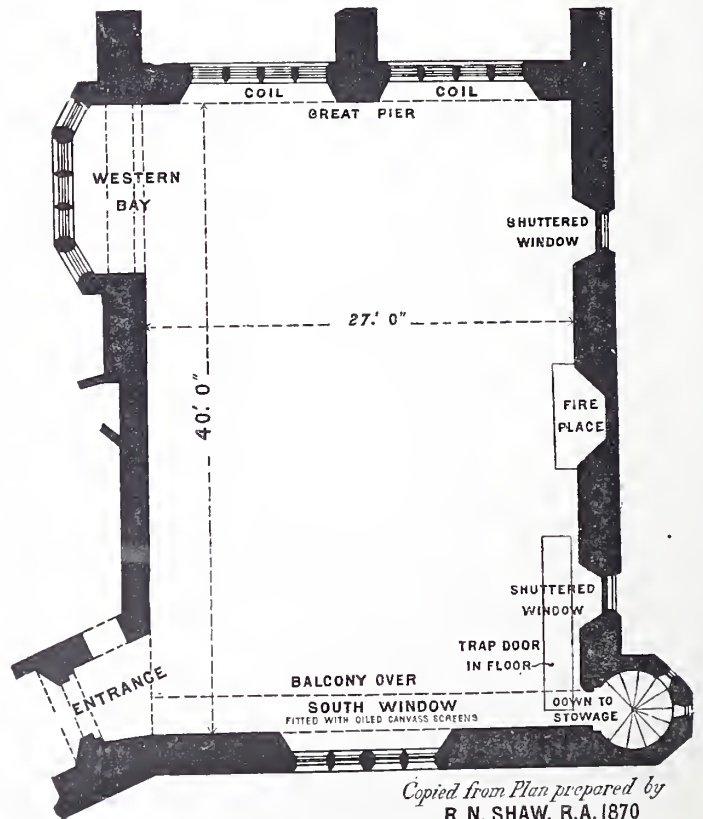 COIL
COIL
GREAT PIER
WESTERN
BAY
SHUTTERED
WINDOW
27.' 0"
40.' 0"
FIRE
PLACE
SHUTTERED
WINDOW
TRAP DOOR
IN FLOOR
BALCONY OVER
ENTRANCE
SOUTH WINDOW
FITTED WITH OILED CANVASS SCREENS
DOWN TO
STOWAGE
Copied from Plan prepared by
R. N. SHAW, R.A. 1870